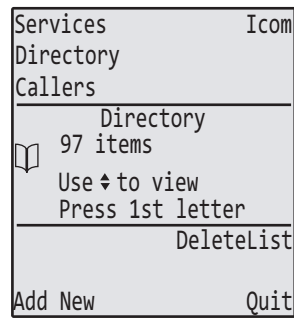 Services Icom
Directory
Callers
Directory
97 items
Use to view
Press 1st letter
DeleteList
Add New Quit